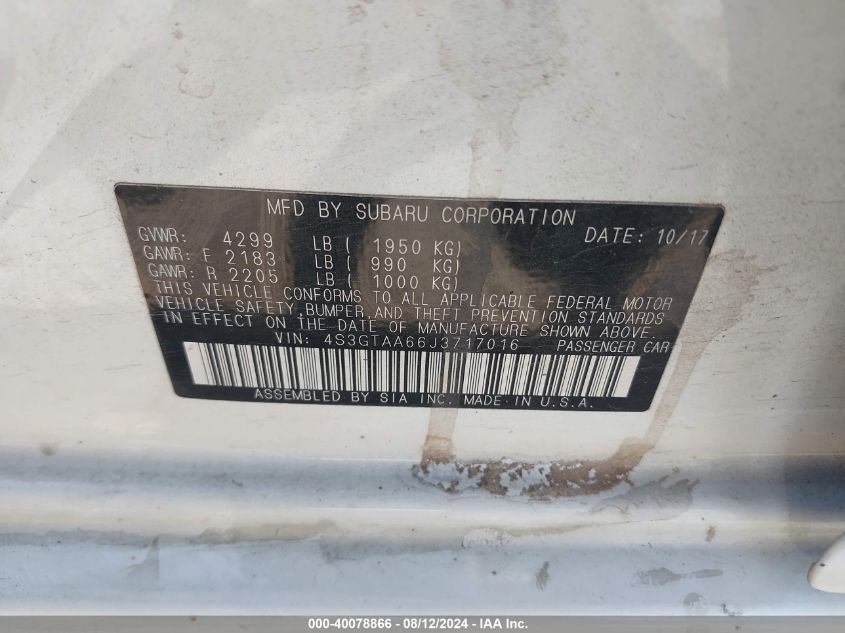 MFD BY SUBARU CORPORATION
GVWR: 4299 LB ( 1950 KG) DATE: 10/17
GAWR: F 2183 LB ( 990 KG)
GAWR: R 2205 LB ( 1000 KG)
THIS VEHICLE CONFORMS TO ALL APPLICABLE FEDERAL MOTOR
VEHICLE SAFETY, BUMPER, AND THEFT PREVENTION STANDARDS
IN EFFECT ON THE DATE OF MANUFACTURE SHOWN ABOVE.
VIN: 4S3GTAA66J3717016 PASSENGER CAR
ASSEMBLED BY SIA INC. MADE IN U.S.A.
000-40078866 - 08/12/2024 - IAA Inc.